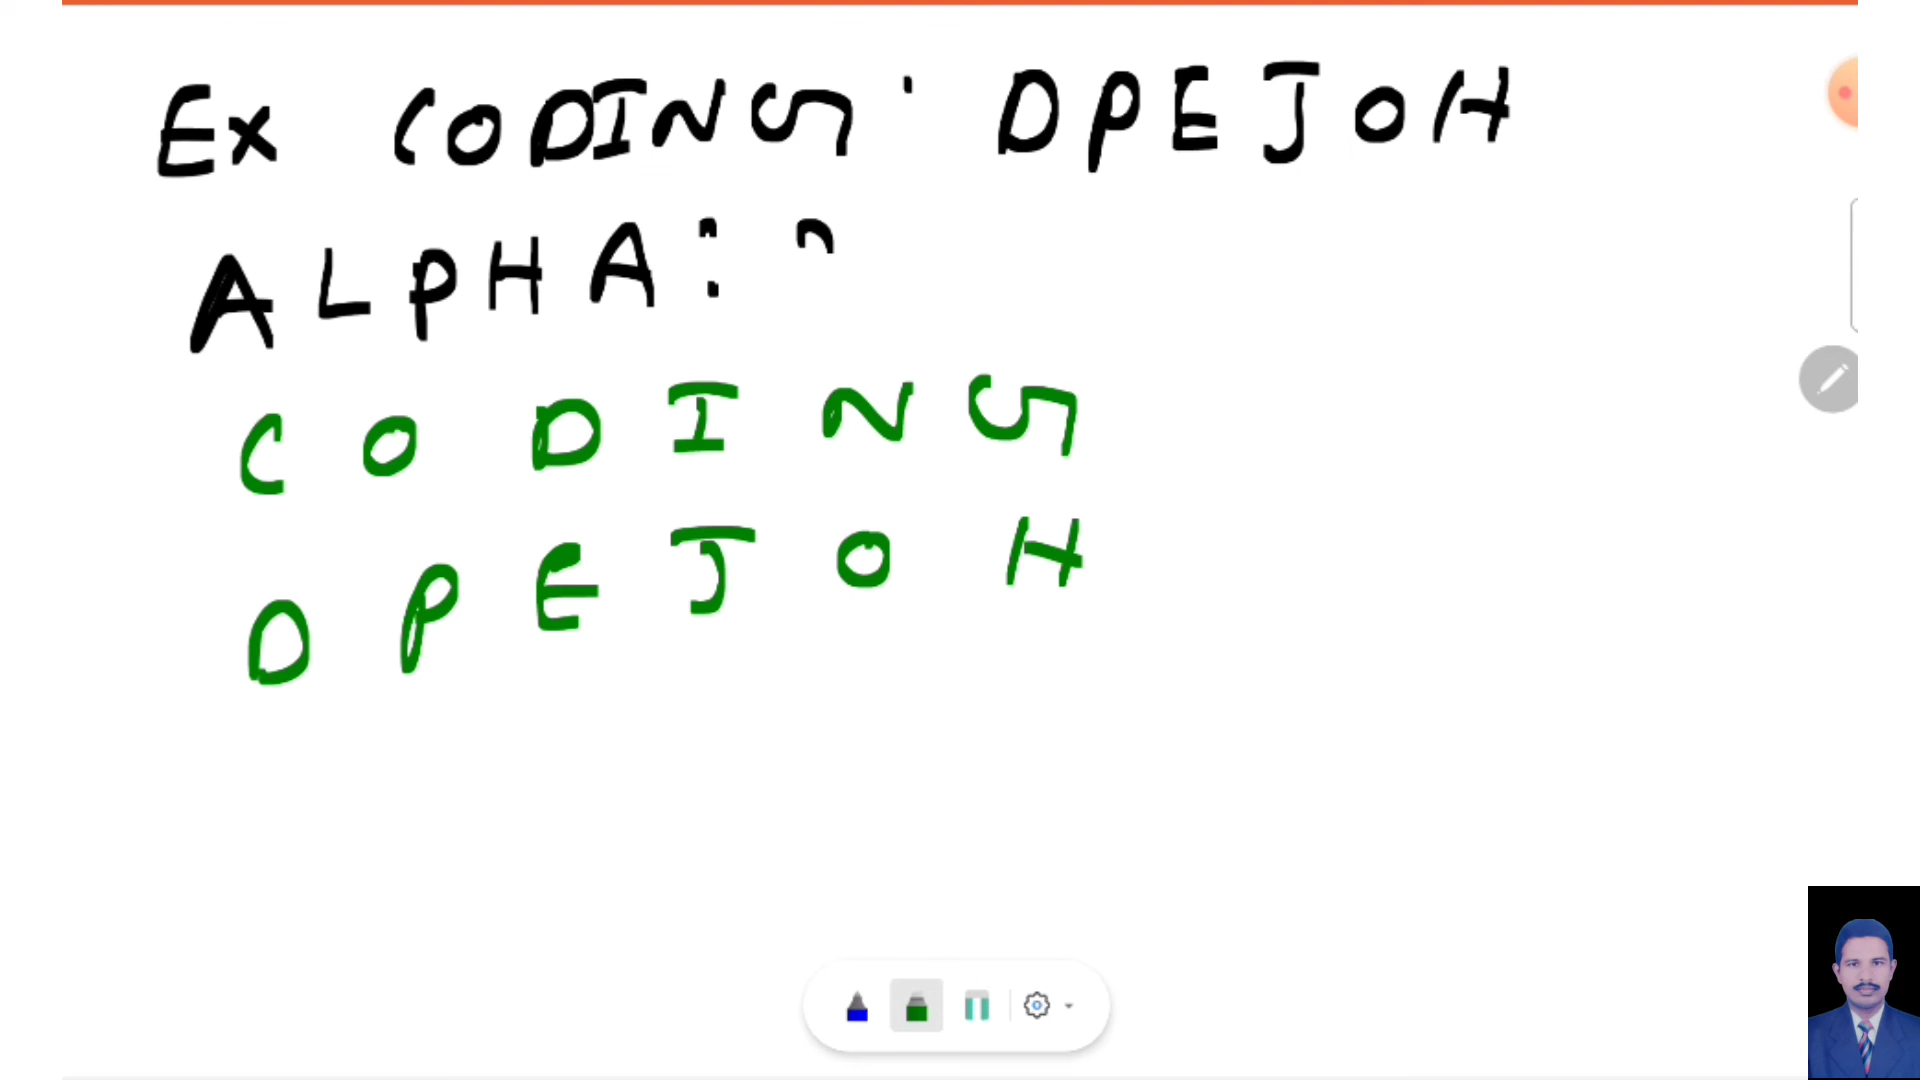 Ex CODING : DPEJOH
ALPHA : ?
C O D I N G
D P E J O H